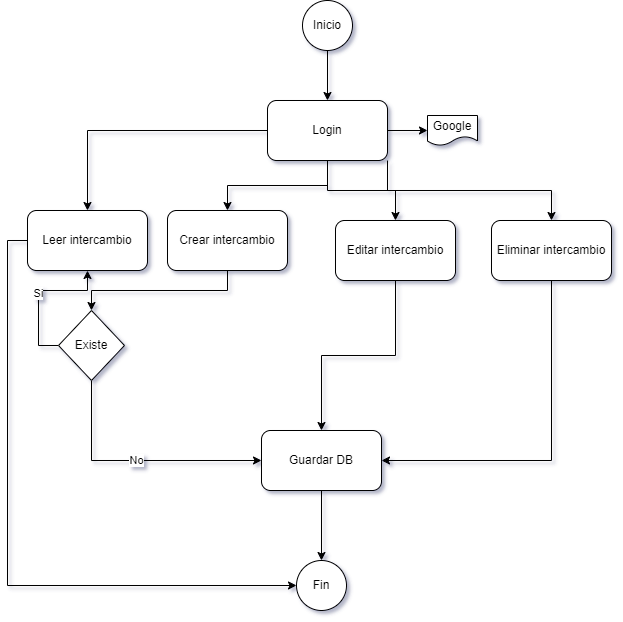 Inicio
Login
Google
Leer intercambio
Crear intercambio
Editar intercambio
Eliminar intercambio
Si
Existe
No
Guardar DB
Fin